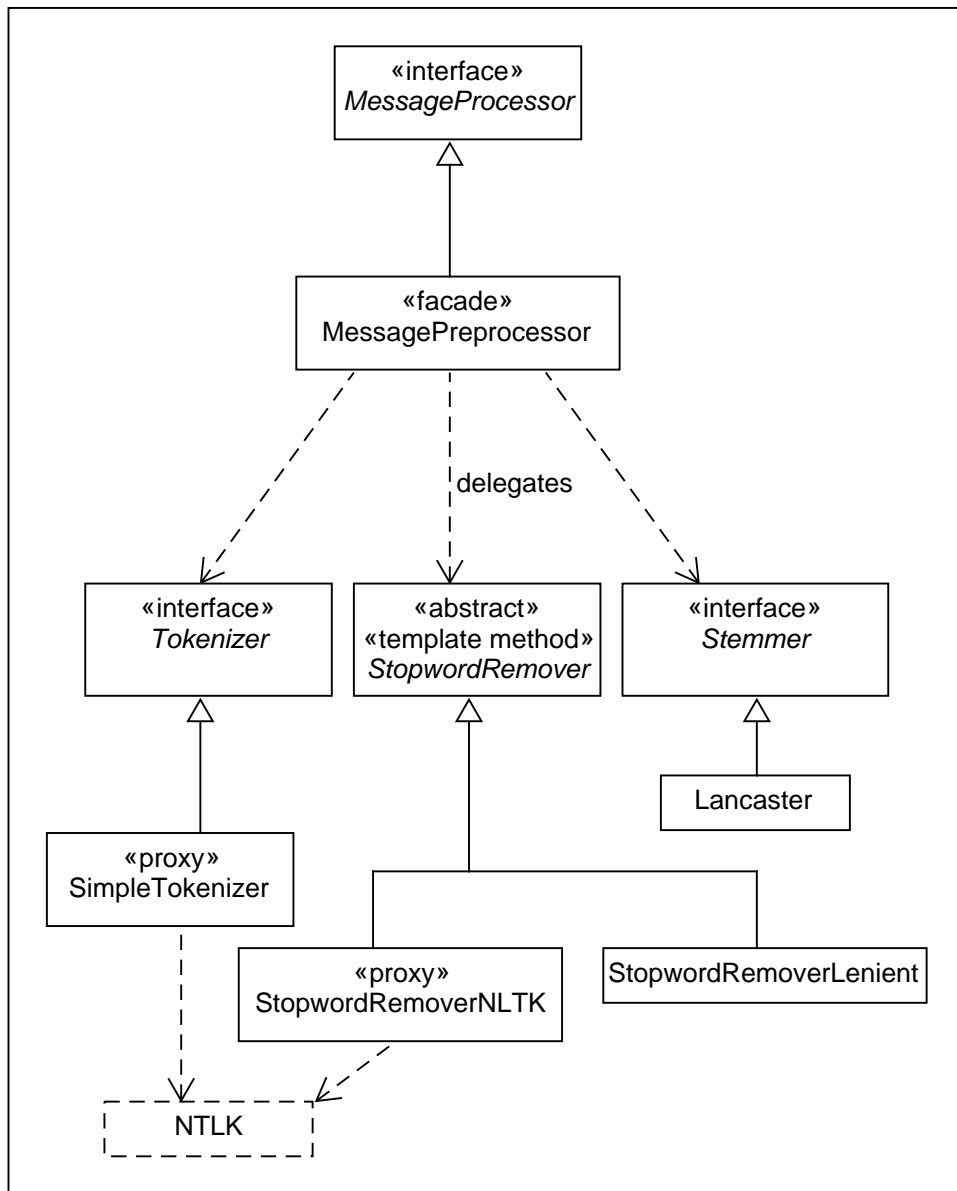 «interface»
MessageProcessor
«facade»
MessagePreprocessor
delegates
«interface»
Tokenizer
«abstract»
«template method»
StopwordRemover
«interface»
Stemmer
Lancaster
«proxy»
SimpleTokenizer
«proxy»
StopwordRemoverNLTK
StopwordRemoverLenient
NTLK